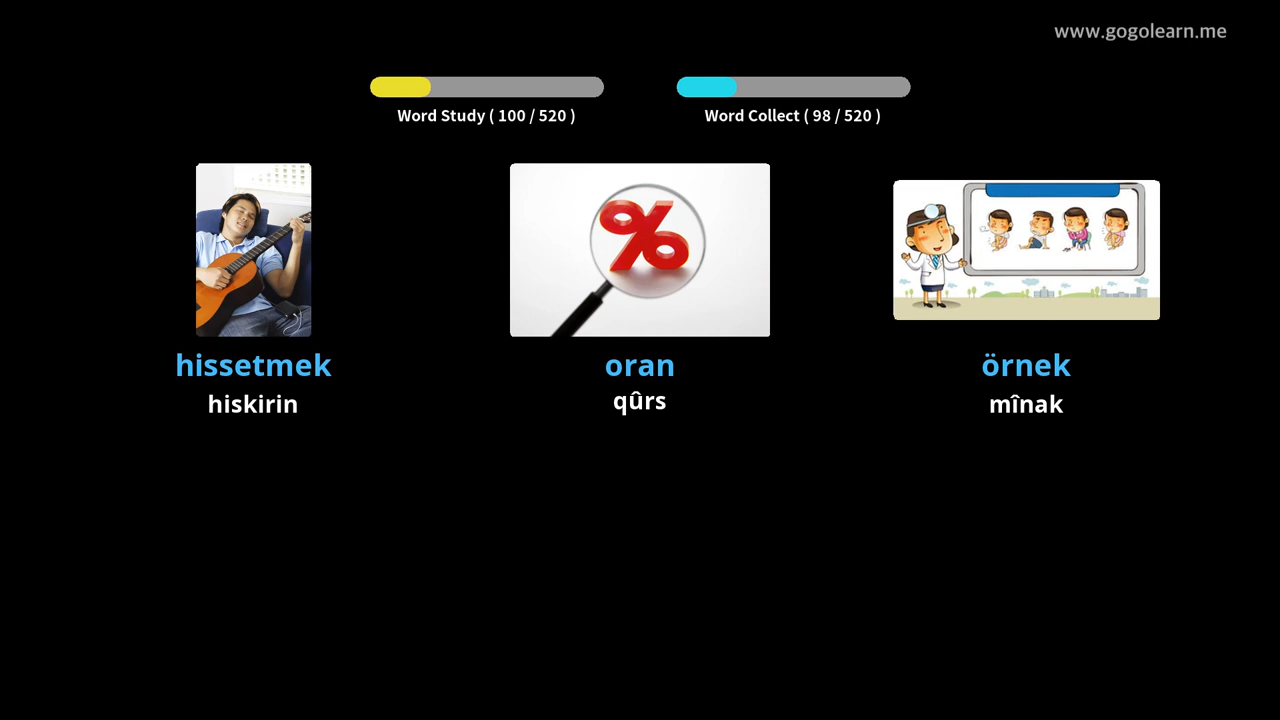 www.gogolearn.me
Word Study ( 100 / 520 )
Word Collect ( 98 / 520 )
hissetmek
hiskirin
oran
qûrs
örnek
mînak